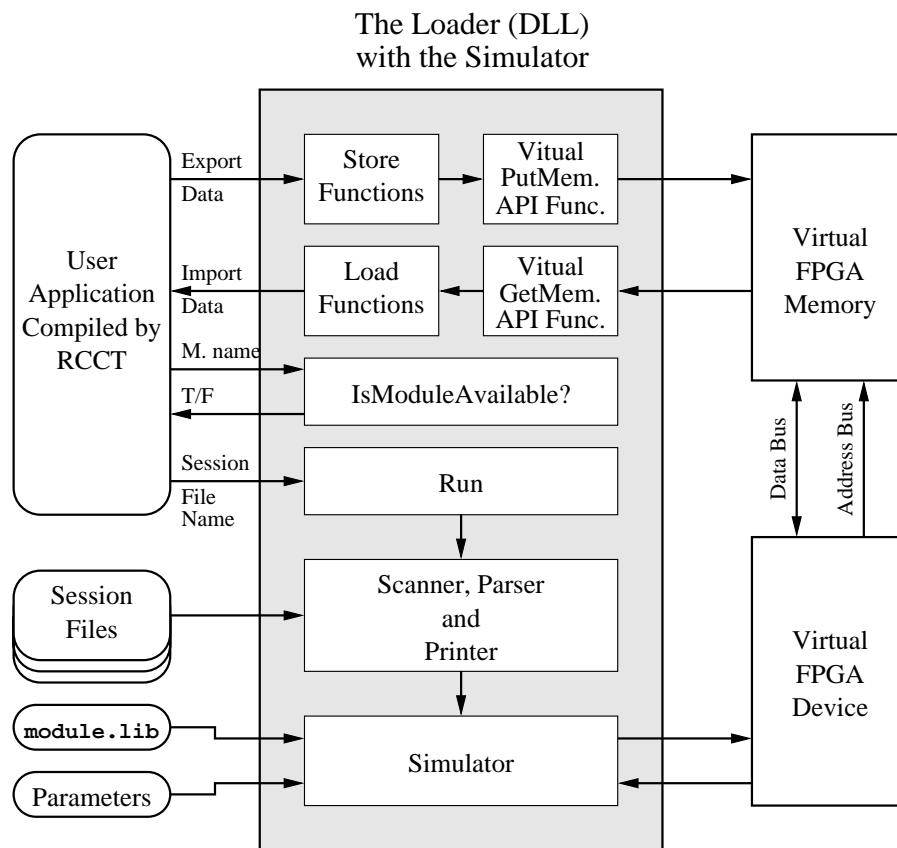 The Loader (DLL)
with the Simulator
Export
Data
Store
Functions
Vitual
PutMem.
API Func.
User
Application
Compiled by
RCCT
Import
Data
Load
Functions
Vitual
GetMem.
API Func.
Virtual
FPGA
Memory
M. name
T/F
IsModuleAvailable?
Data Bus
Address Bus
Session
File
Name
Run
Session
Files
Scanner, Parser
and
Printer
Virtual
FPGA
Device
module.lib
Parameters
Simulator